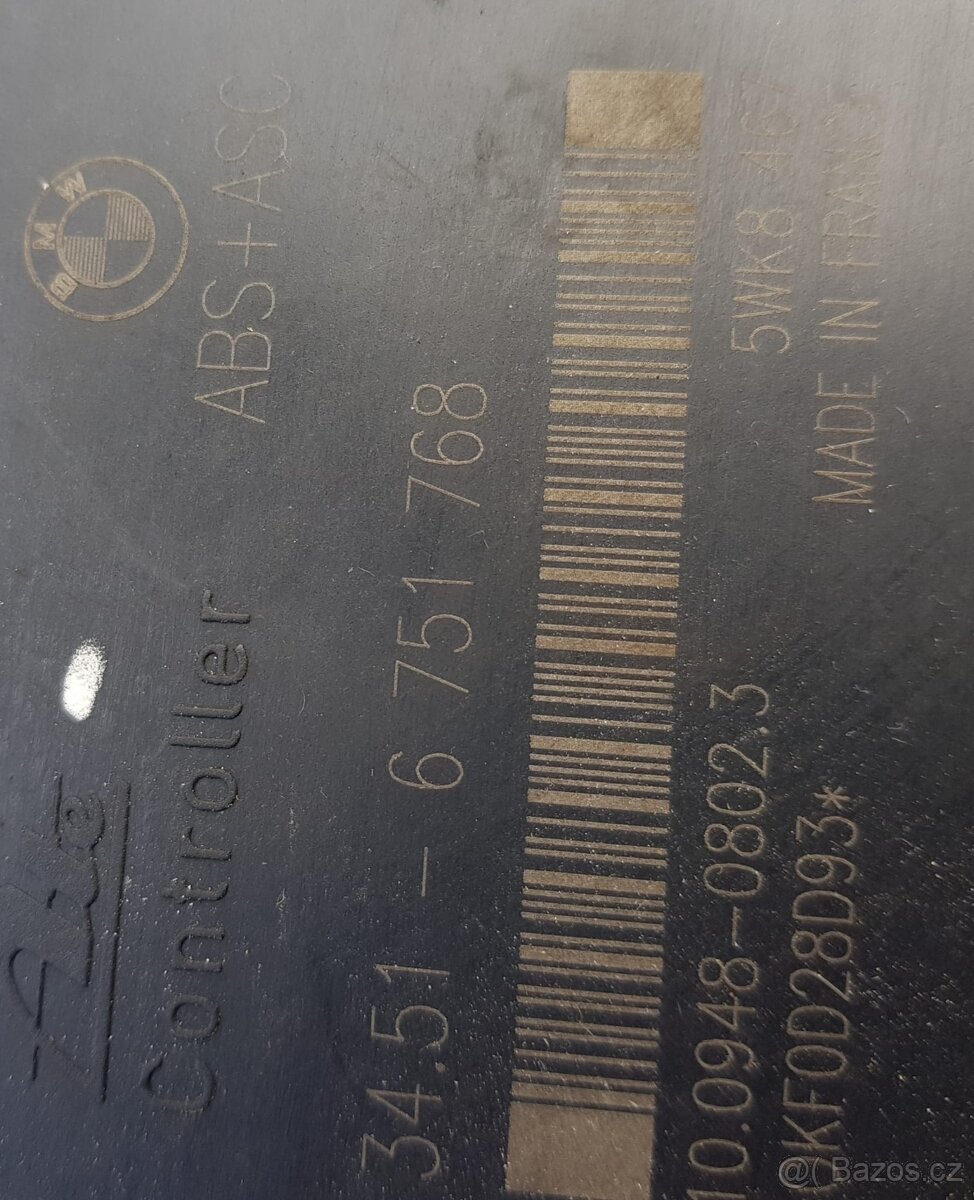 BMW
ABS+ASC
ate
Controller
34.51 - 6 751 768
10.0948-0802.3
5WK8
*KF0D28D93*
MADE IN FRANCE
@( Bazos.cz